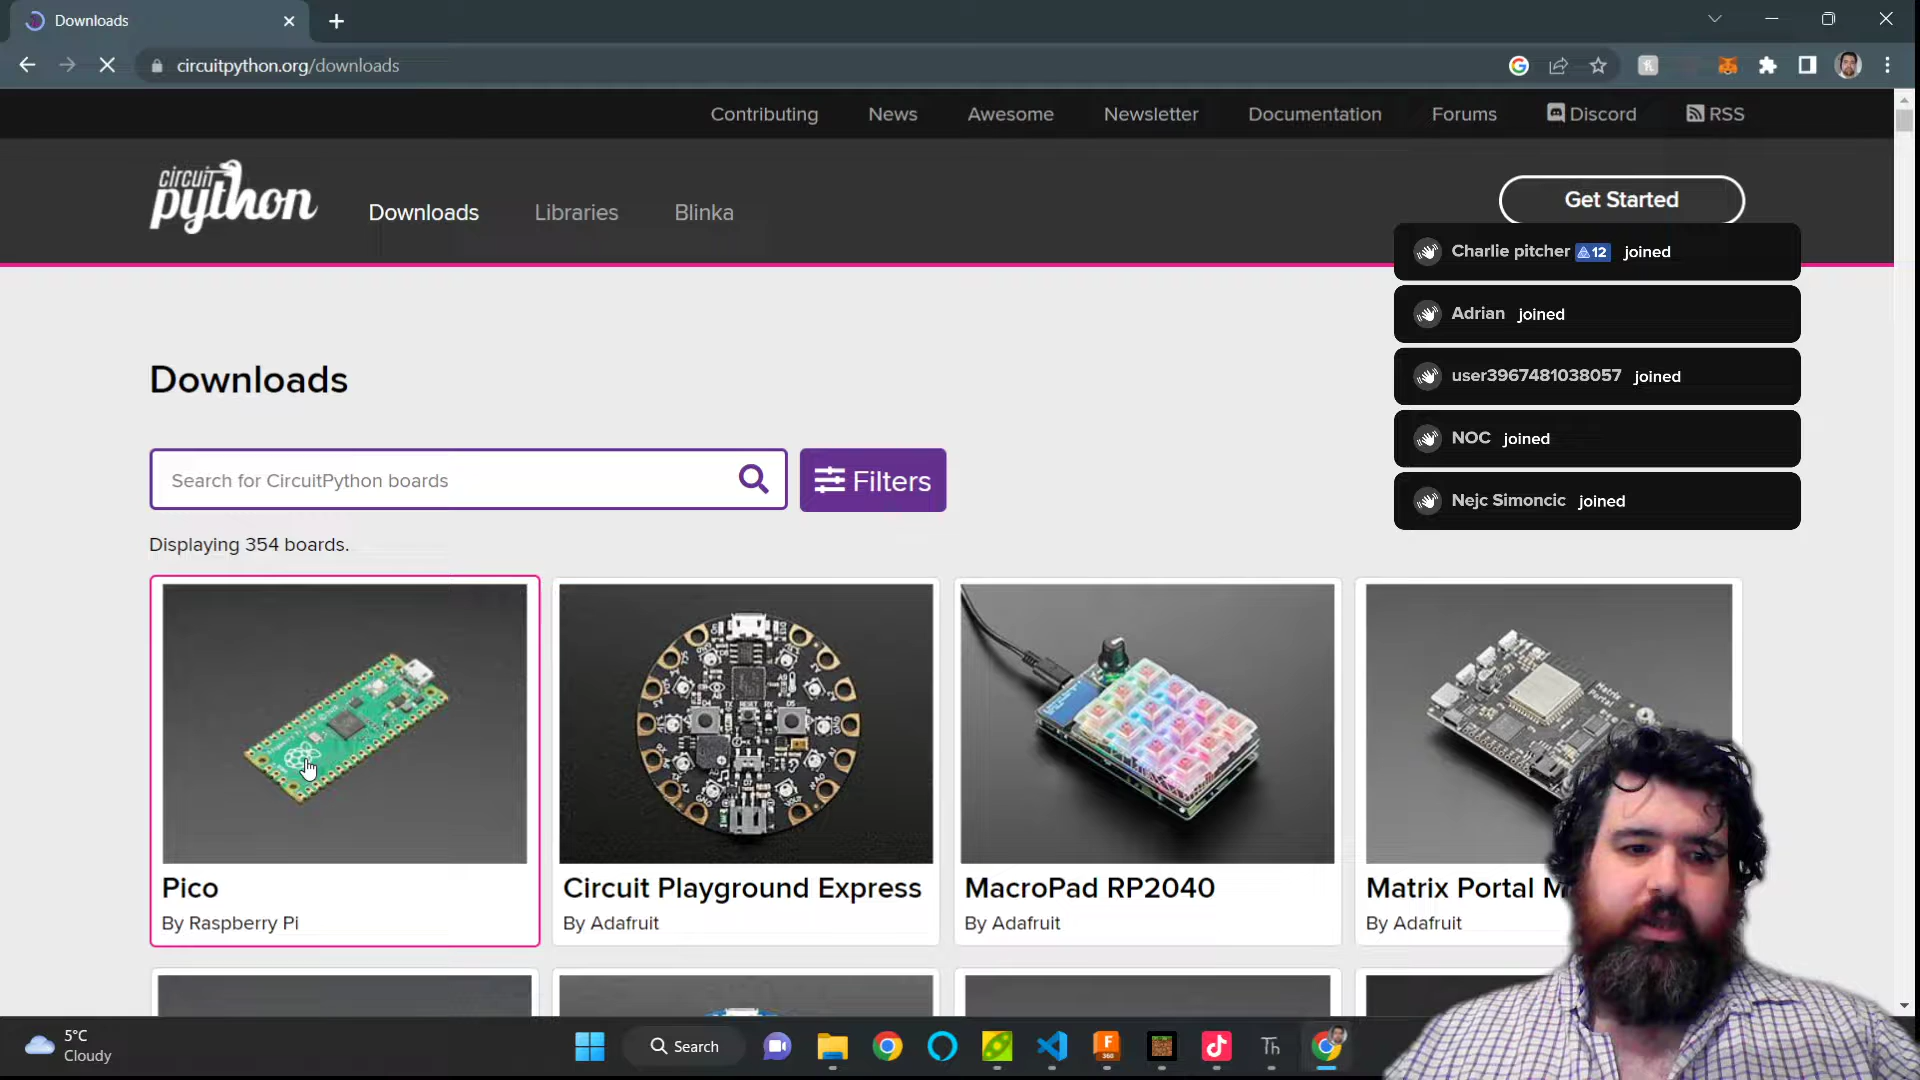 Downloads
circuitpython.org/downloads
Contributing
News
Awesome
Newsletter
Documentation
Forums
Discord
RSS
circuit
python
Downloads
Libraries
Blinka
Get Started
Charlie pitcher 12 joined
Adrian joined
user3967481038057 joined
NOC joined
Nejc Simoncic joined
Downloads
Search for CircuitPython boards
Filters
Displaying 354 boards.
Pico
By Raspberry Pi
Circuit Playground Express
By Adafruit
MacroPad RP2040
By Adafruit
Matrix Portal
By Adafruit
5°C
Cloudy
Search
F
360
Th